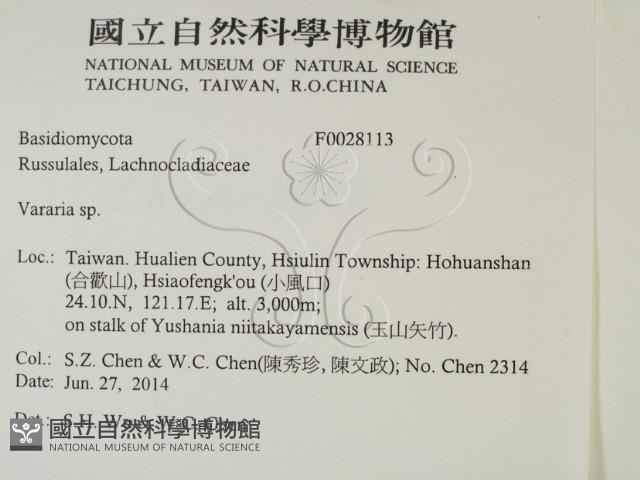 國立自然科學博物館
NATIONAL MUSEUM OF NATURAL SCIENCE
TAICHUNG, TAIWAN, R.O.CHINA
Basidiomycota F0028113
Russulales, Lachnocladiaceae
Vararia sp.
Loc.: Taiwan. Hualien County, Hsiulin Township: Hohuanshan
(合歡山), Hsiaofengk'ou (小風口)
24.10.N, 121.17.E; alt. 3,000m;
on stalk of Yushania niitakayamensis (玉山矢竹).
Col.: S.Z. Chen & W.C. Chen(陳秀珍, 陳文政); No. Chen 2314
Date: Jun. 27, 2014
Det.: S.H. & W.C.
國立自然科學博物館
NATIONAL MUSEUM OF NATURAL SCIENCE